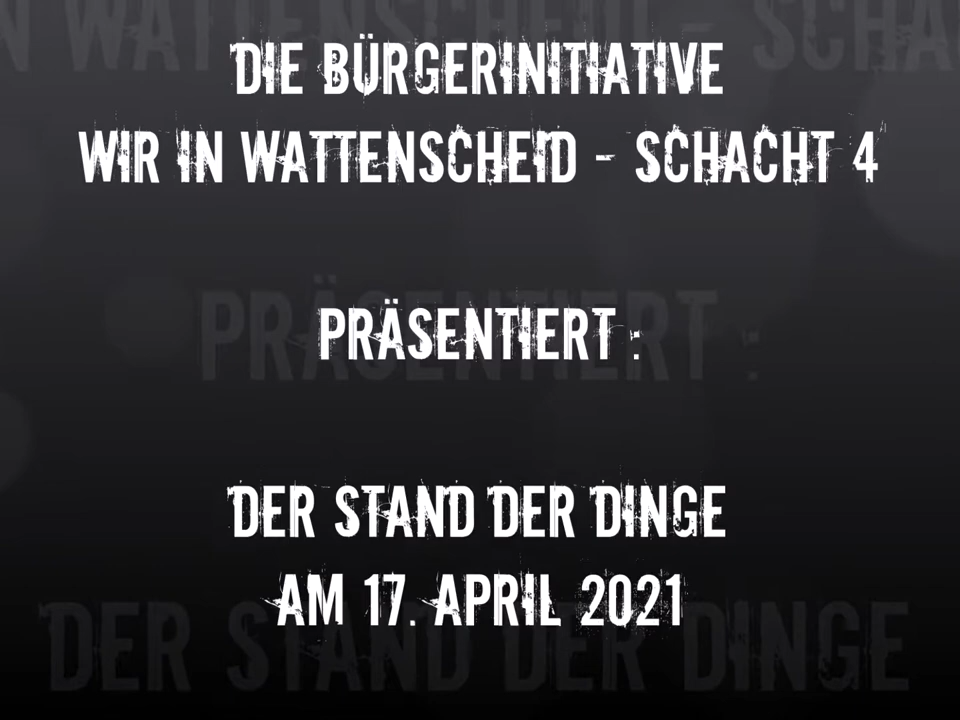 DIE BÜRGERINITIATIVE
WIR IN WATTENSCHEID - SCHACHT 4
PRÄSENTIERT :
DER STAND DER DINGE
AM 17. APRIL 2021